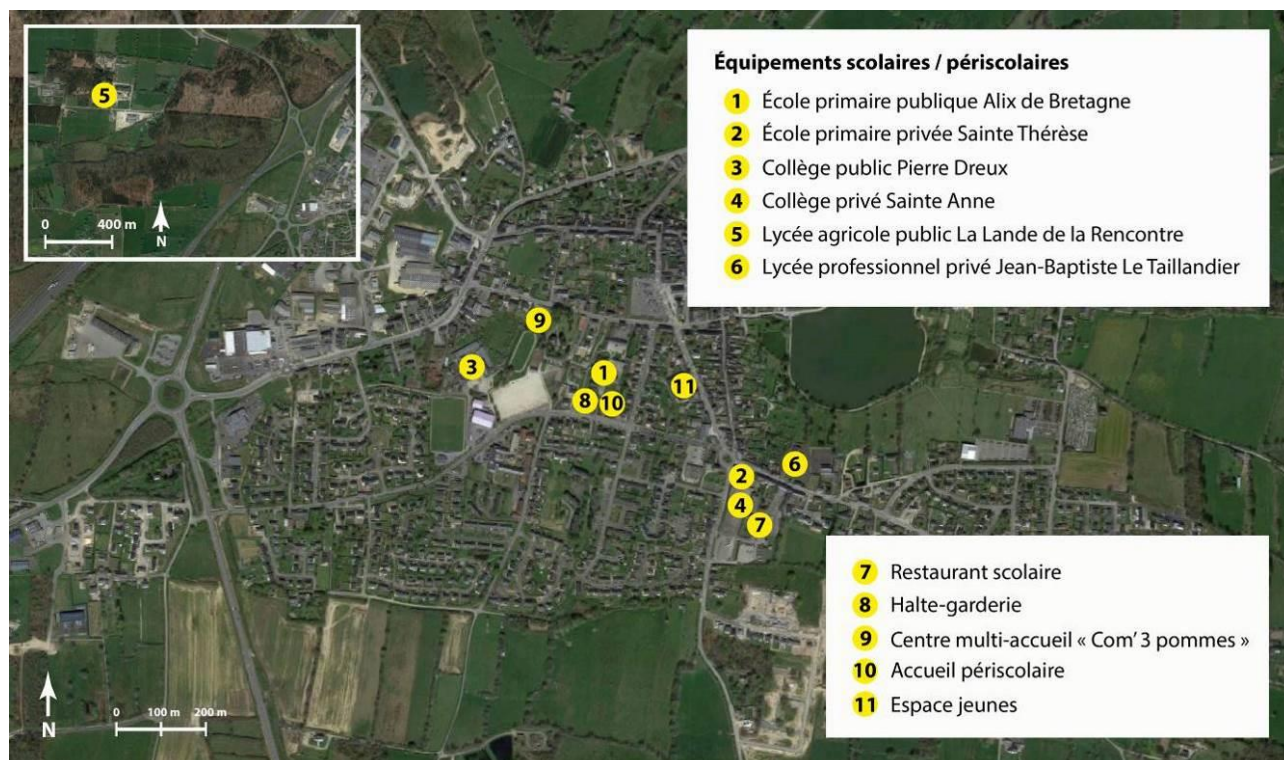 5
0 400 m
N
Équipements scolaires / périscolaires
1 École primaire publique Alix de Bretagne
2 École primaire privée Sainte Thérèse
3 Collège public Pierre Dreux
4 Collège privé Sainte Anne
5 Lycée agricole public La Lande de la Rencontre
6 Lycée professionnel privé Jean-Baptiste Le Taillandier
9
3
1
11
8
10
6
2
4
7
7 Restaurant scolaire
8 Halte-garderie
9 Centre multi-accueil « Com' 3 pommes »
10 Accueil périscolaire
11 Espace jeunes
N
0 100 m 200 m